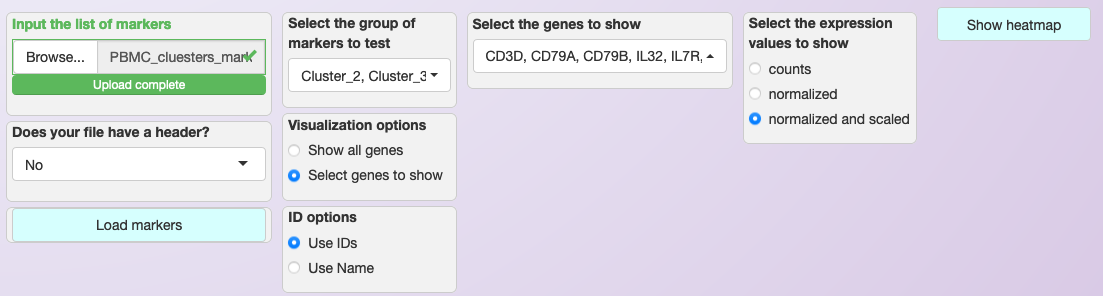 Input the list of markers
Browse...
PBMC_cluesters_mark
Upload complete
Does your file have a header?
No
Load markers
Select the group of
markers to test
Cluster_2, Cluster_3
Visualization options
Show all genes
Select genes to show
ID options
Use IDs
Use Name
Select the genes to show
CD3D, CD79A, CD79B, IL32, IL7R,
Select the expression
values to show
counts
normalized
normalized and scaled
Show heatmap